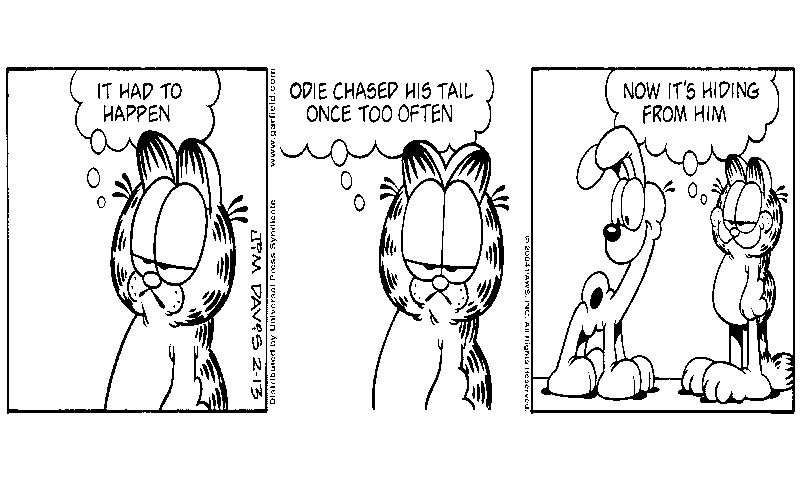 IT HAD TO
HAPPEN
JPM DAVIS 2-13
www.garfield.com
Distributed by Universal Press Syndicate
ODIE CHASED HIS TAIL
ONCE TOO OFTEN
© 2004 PAWS, INC. All Rights Reserved.
NOW IT'S HIDING
FROM HIM